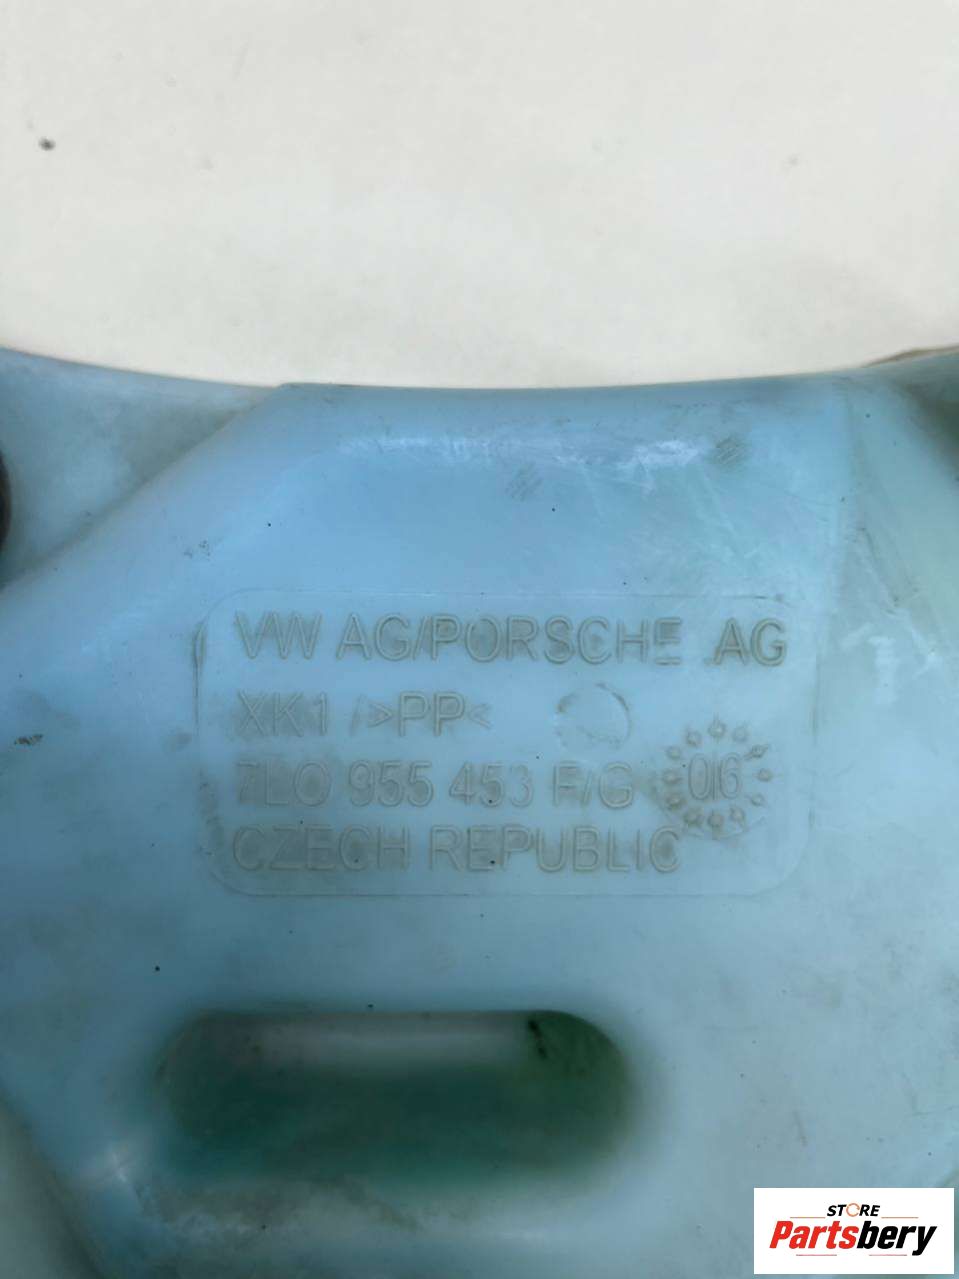 VW AG/PORSCHE AG
XK1 />PP<
7L0 955 453 F/G
06
CZECH REPUBLIC
STORE
Partsbery